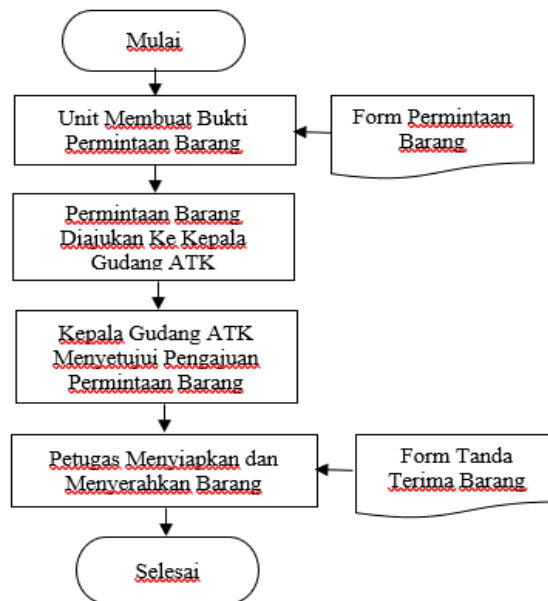 Mulai
Unit Membuat Bukti
Permintaan Barang
Form Permintaan
Barang
Permintaan Barang
Diajukan Ke Kepala
Gudang ATK
Kepala Gudang ATK
Menyetujui Pengajuan
Permintaan Barang
Petugas Menyiapkan dan
Menyerahkan Barang
Form Tanda
Terima Barang
Selesai